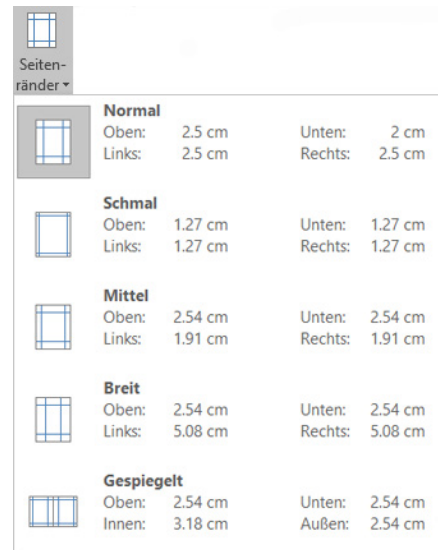 Seiten-
ränder
Normal
Oben: 2.5 cm Unten: 2 cm
Links: 2.5 cm Rechts: 2.5 cm
Schmal
Oben: 1.27 cm Unten: 1.27 cm
Links: 1.27 cm Rechts: 1.27 cm
Mittel
Oben: 2.54 cm Unten: 2.54 cm
Links: 1.91 cm Rechts: 1.91 cm
Breit
Oben: 2.54 cm Unten: 2.54 cm
Links: 5.08 cm Rechts: 5.08 cm
Gespiegelt
Oben: 2.54 cm Unten: 2.54 cm
Innen: 3.18 cm Außen: 2.54 cm